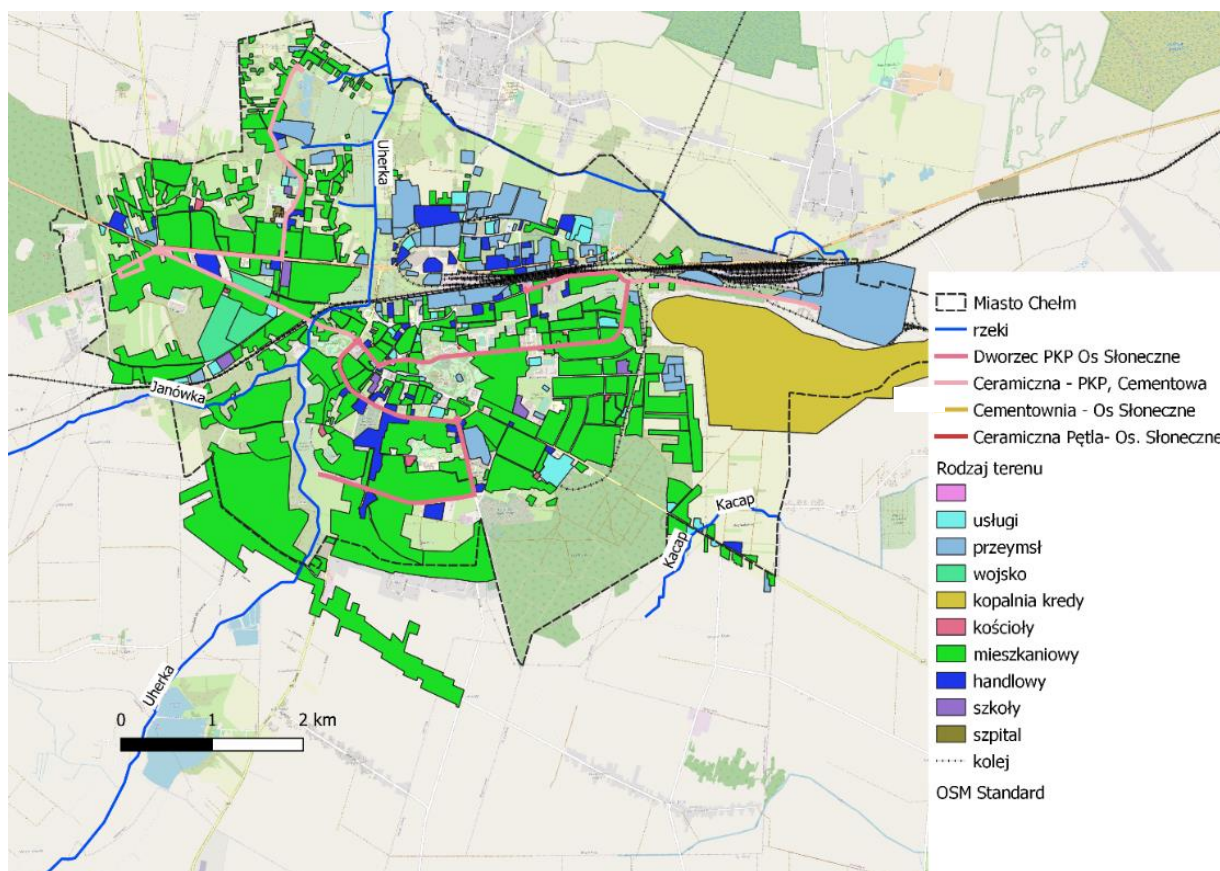 Uherka
Janówka
Kacap
Kacap
Uherka
0 1 2 km
Miasto Chełm
rzeki
Dworzec PKP Os Słoneczne
Ceramiczna - PKP, Cementowa
Cementownia - Os Słoneczne
Ceramiczna Pętla- Os. Słoneczne
Rodzaj terenu
usługi
przeymsł
wojsko
kopalnia kredy
kościoły
mieszkaniowy
handlowy
szkoły
szpital
kolej
OSM Standard